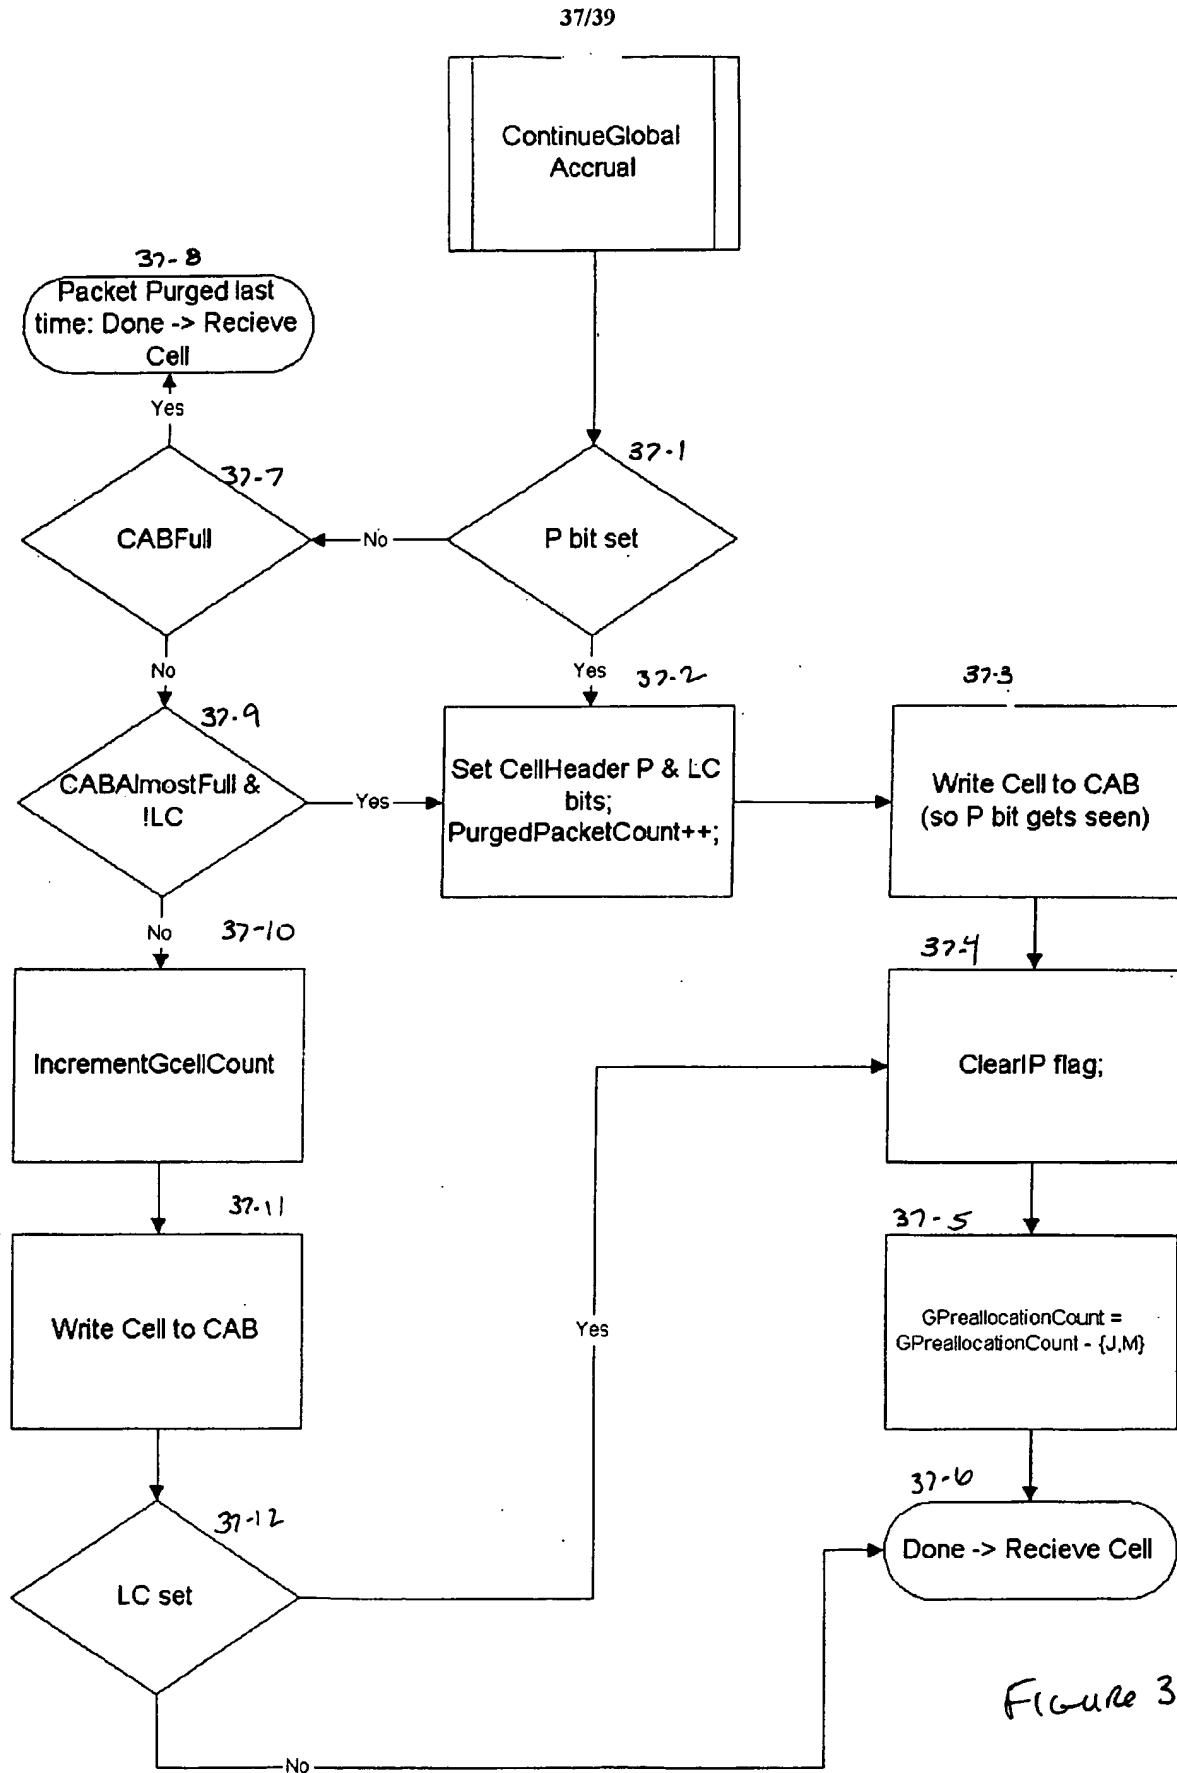 37/39
ContinueGlobal
Accrual
37-8
Packet Purged last
time: Done -> Recieve
Cell
Yes
37-7
CABFull
No
37-1
P bit set
No
Yes
37-9
CABAlmostFull &
!LC
Yes
37-2
Set CellHeader P & LC
bits;
PurgedPacketCount++;
37-3
Write Cell to CAB
(so P bit gets seen)
No
37-10
IncrementGcellCount
37-4
ClearIP flag;
37-11
Write Cell to CAB
Yes
37-5
GPreallocationCount =
GPreallocationCount - {J,M}
37-12
LC set
37-6
Done -> Recieve Cell
No
Figure 3